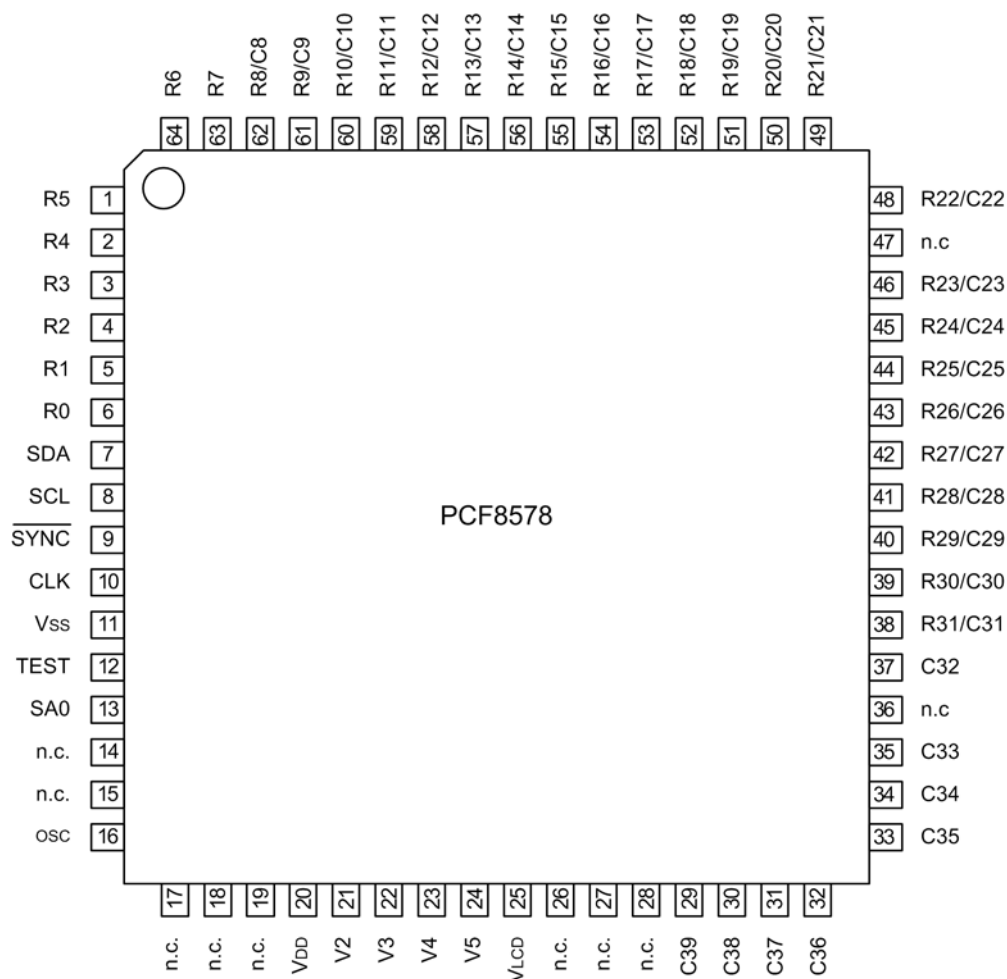 R6
R7
R8/C8
R9/C9
R10/C10
R11/C11
R12/C12
R13/C13
R14/C14
R15/C15
R16/C16
R17/C17
R18/C18
R19/C19
R20/C20
R21/C21
64 63 62 61 60 59 58 57 56 55 54 53 52 51 50 49
R5 1
R4 2
R3 3
R2 4
R1 5
R0 6
SDA 7
SCL 8
SYNC 9
CLK 10
VSS 11
TEST 12
SA0 13
n.c. 14
n.c. 15
OSC 16
PCF8578
48 R22/C22
47 n.c
46 R23/C23
45 R24/C24
44 R25/C25
43 R26/C26
42 R27/C27
41 R28/C28
40 R29/C29
39 R30/C30
38 R31/C31
37 C32
36 n.c
35 C33
34 C34
33 C35
17 18 19 20 21 22 23 24 25 26 27 28 29 30 31 32
n.c.
n.c.
n.c.
VDD
V2
V3
V4
V5
VLCD
n.c.
n.c.
n.c.
C39
C38
C37
C36